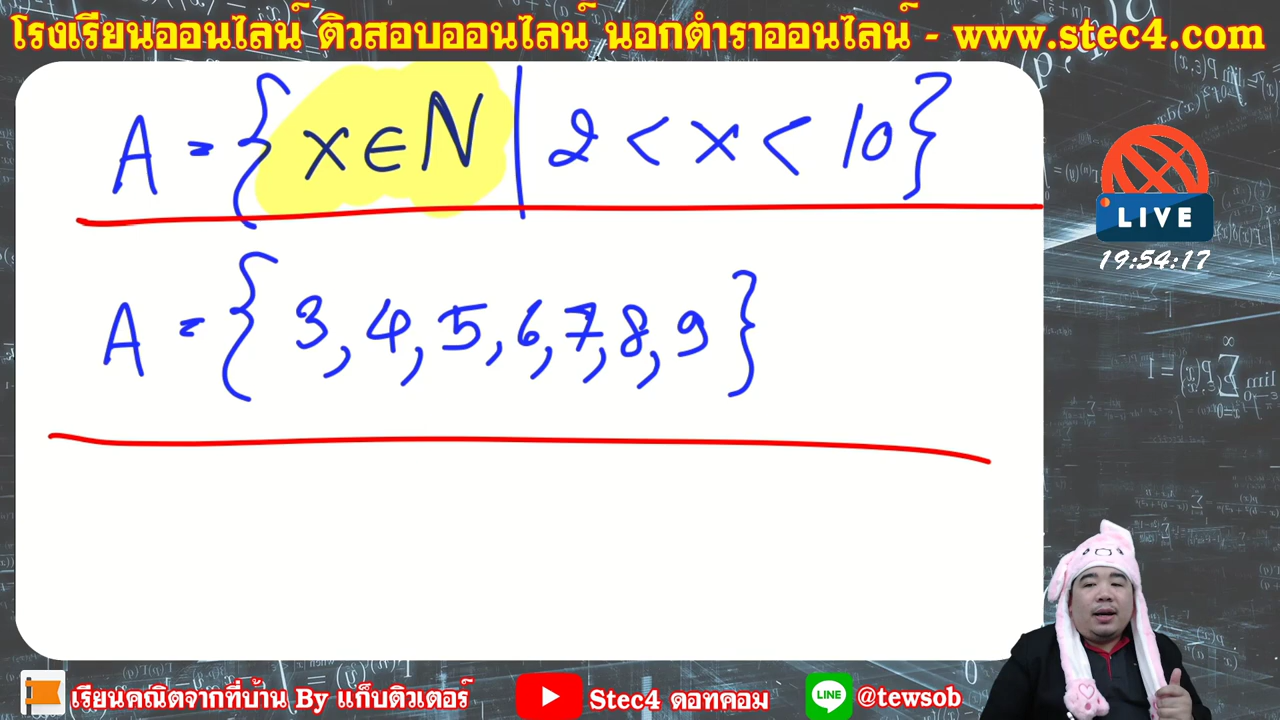 โรงเรียนออนไลน์ ติวสอบออนไลน์ นอกตำราออนไลน์ - www.stec4.com
A = { x ∈ N | 2 < x < 10 }
LIVE
19:54:17
A = { 3, 4, 5, 6, 7, 8, 9 }
เรียนคณิตจากที่บ้าน By แก็บติวเตอร์
Stec4 ดอทคอม
LINE
@tewsob